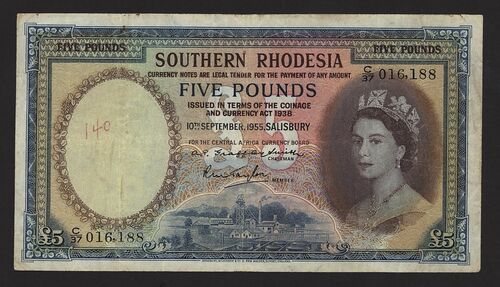 FIVE POUNDS FIVE POUNDS
SOUTHERN RHODESIA
CURRENCY NOTES ARE LEGAL TENDER FOR THE PAYMENT OF ANY AMOUNT
C/37 016,188
FIVE POUNDS
ISSUED IN TERMS OF THE COINAGE
AND CURRENCY ACT 1938
10TH SEPTEMBER, 1955, SALISBURY
FOR THE CENTRAL AFRICA CURRENCY BOARD
CHAIRMAN
MEMBER
140
C/37 016,188
£5 £5